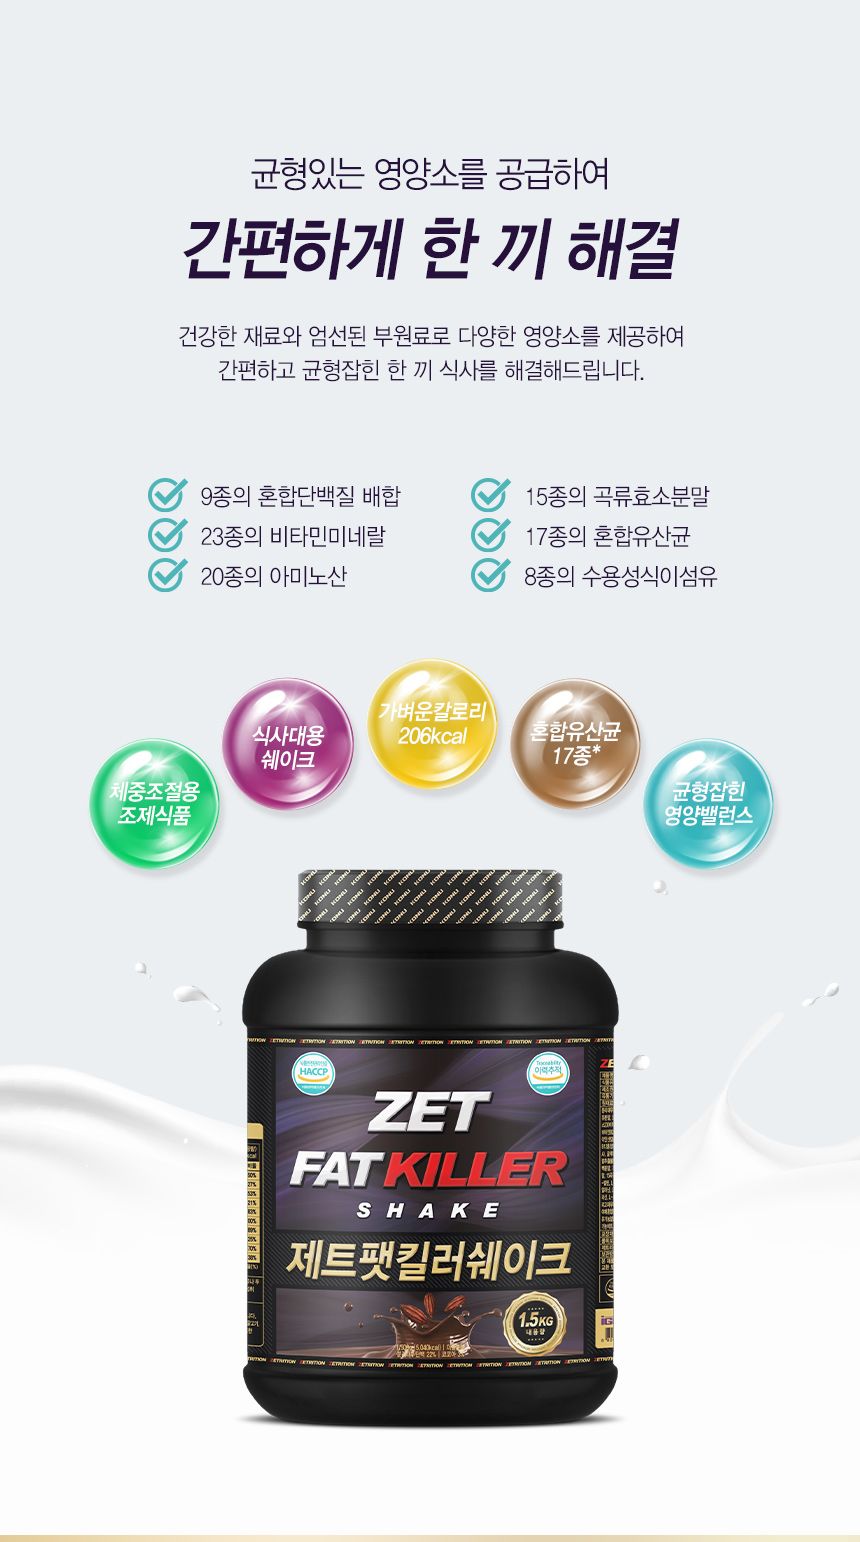 균형있는 영양소를 공급하여
간편하게 한 끼 해결
건강한 재료와 엄선된 부원료로 다양한 영양소를 제공하여
간편하고 균형잡힌 한 끼 식사를 해결해드립니다.
9종의 혼합단백질 배합
15종의 곡류효소분말
23종의 비타민미네랄
17종의 혼합유산균
20종의 아미노산
8종의 수용성식이섬유
체중조절용
조제식품
식사대용
쉐이크
가벼운칼로리
206kcal
혼합유산균
17종*
균형잡힌
영양밸런스
HACCP
Traceability
이력추적
ZET
FAT KILLER
SHAKE
제트팻킬러쉐이크
1.5KG
내용량